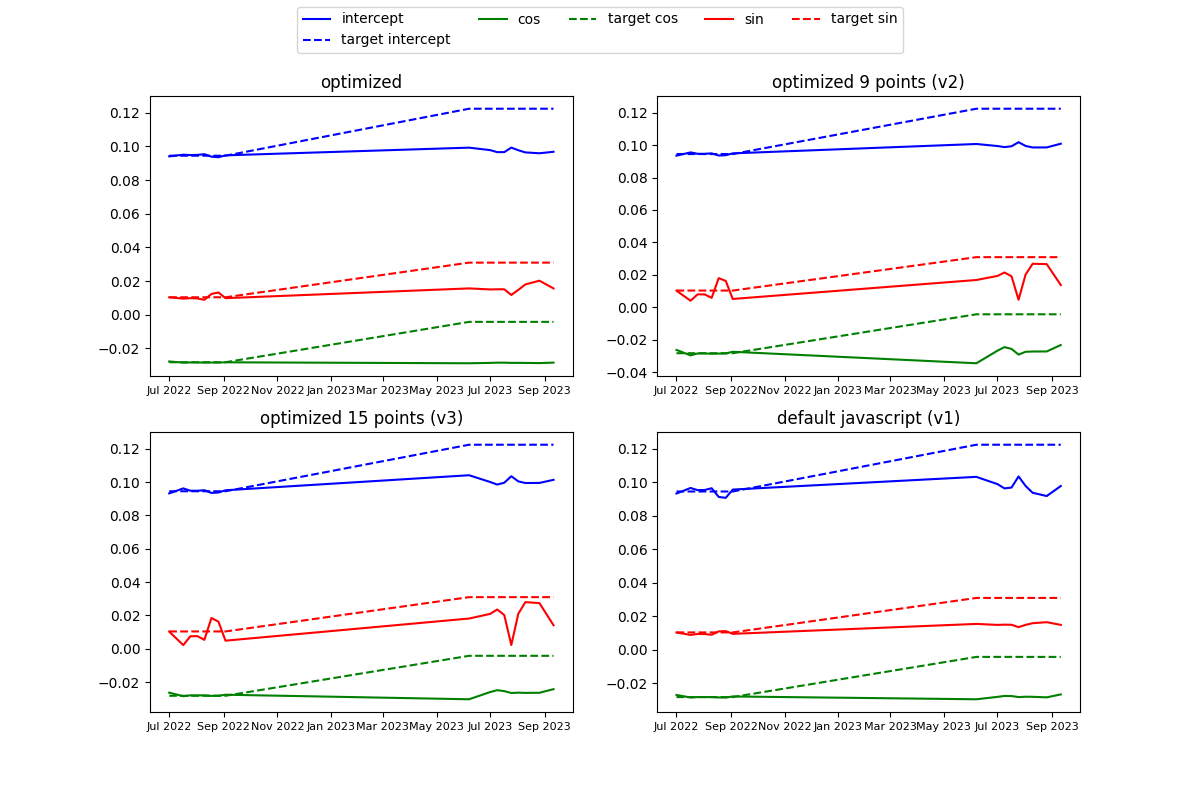 intercept cos target cos sin target sin
target intercept
optimized optimized 9 points (v2)
0.12 0.12
0.10 0.10
0.08 0.08
0.06 0.06
0.04 0.04
0.02 0.02
0.00 0.00
−0.02 −0.02
−0.04
Jul 2022 Sep 2022 Nov 2022 Jan 2023 Mar 2023 May 2023 Jul 2023 Sep 2023 Jul 2022 Sep 2022 Nov 2022 Jan 2023 Mar 2023 May 2023 Jul 2023 Sep 2023
optimized 15 points (v3) default javascript (v1)
0.12 0.12
0.10 0.10
0.08 0.08
0.06 0.06
0.04 0.04
0.02 0.02
0.00 0.00
−0.02 −0.02
Jul 2022 Sep 2022 Nov 2022 Jan 2023 Mar 2023 May 2023 Jul 2023 Sep 2023 Jul 2022 Sep 2022 Nov 2022 Jan 2023 Mar 2023 May 2023 Jul 2023 Sep 2023